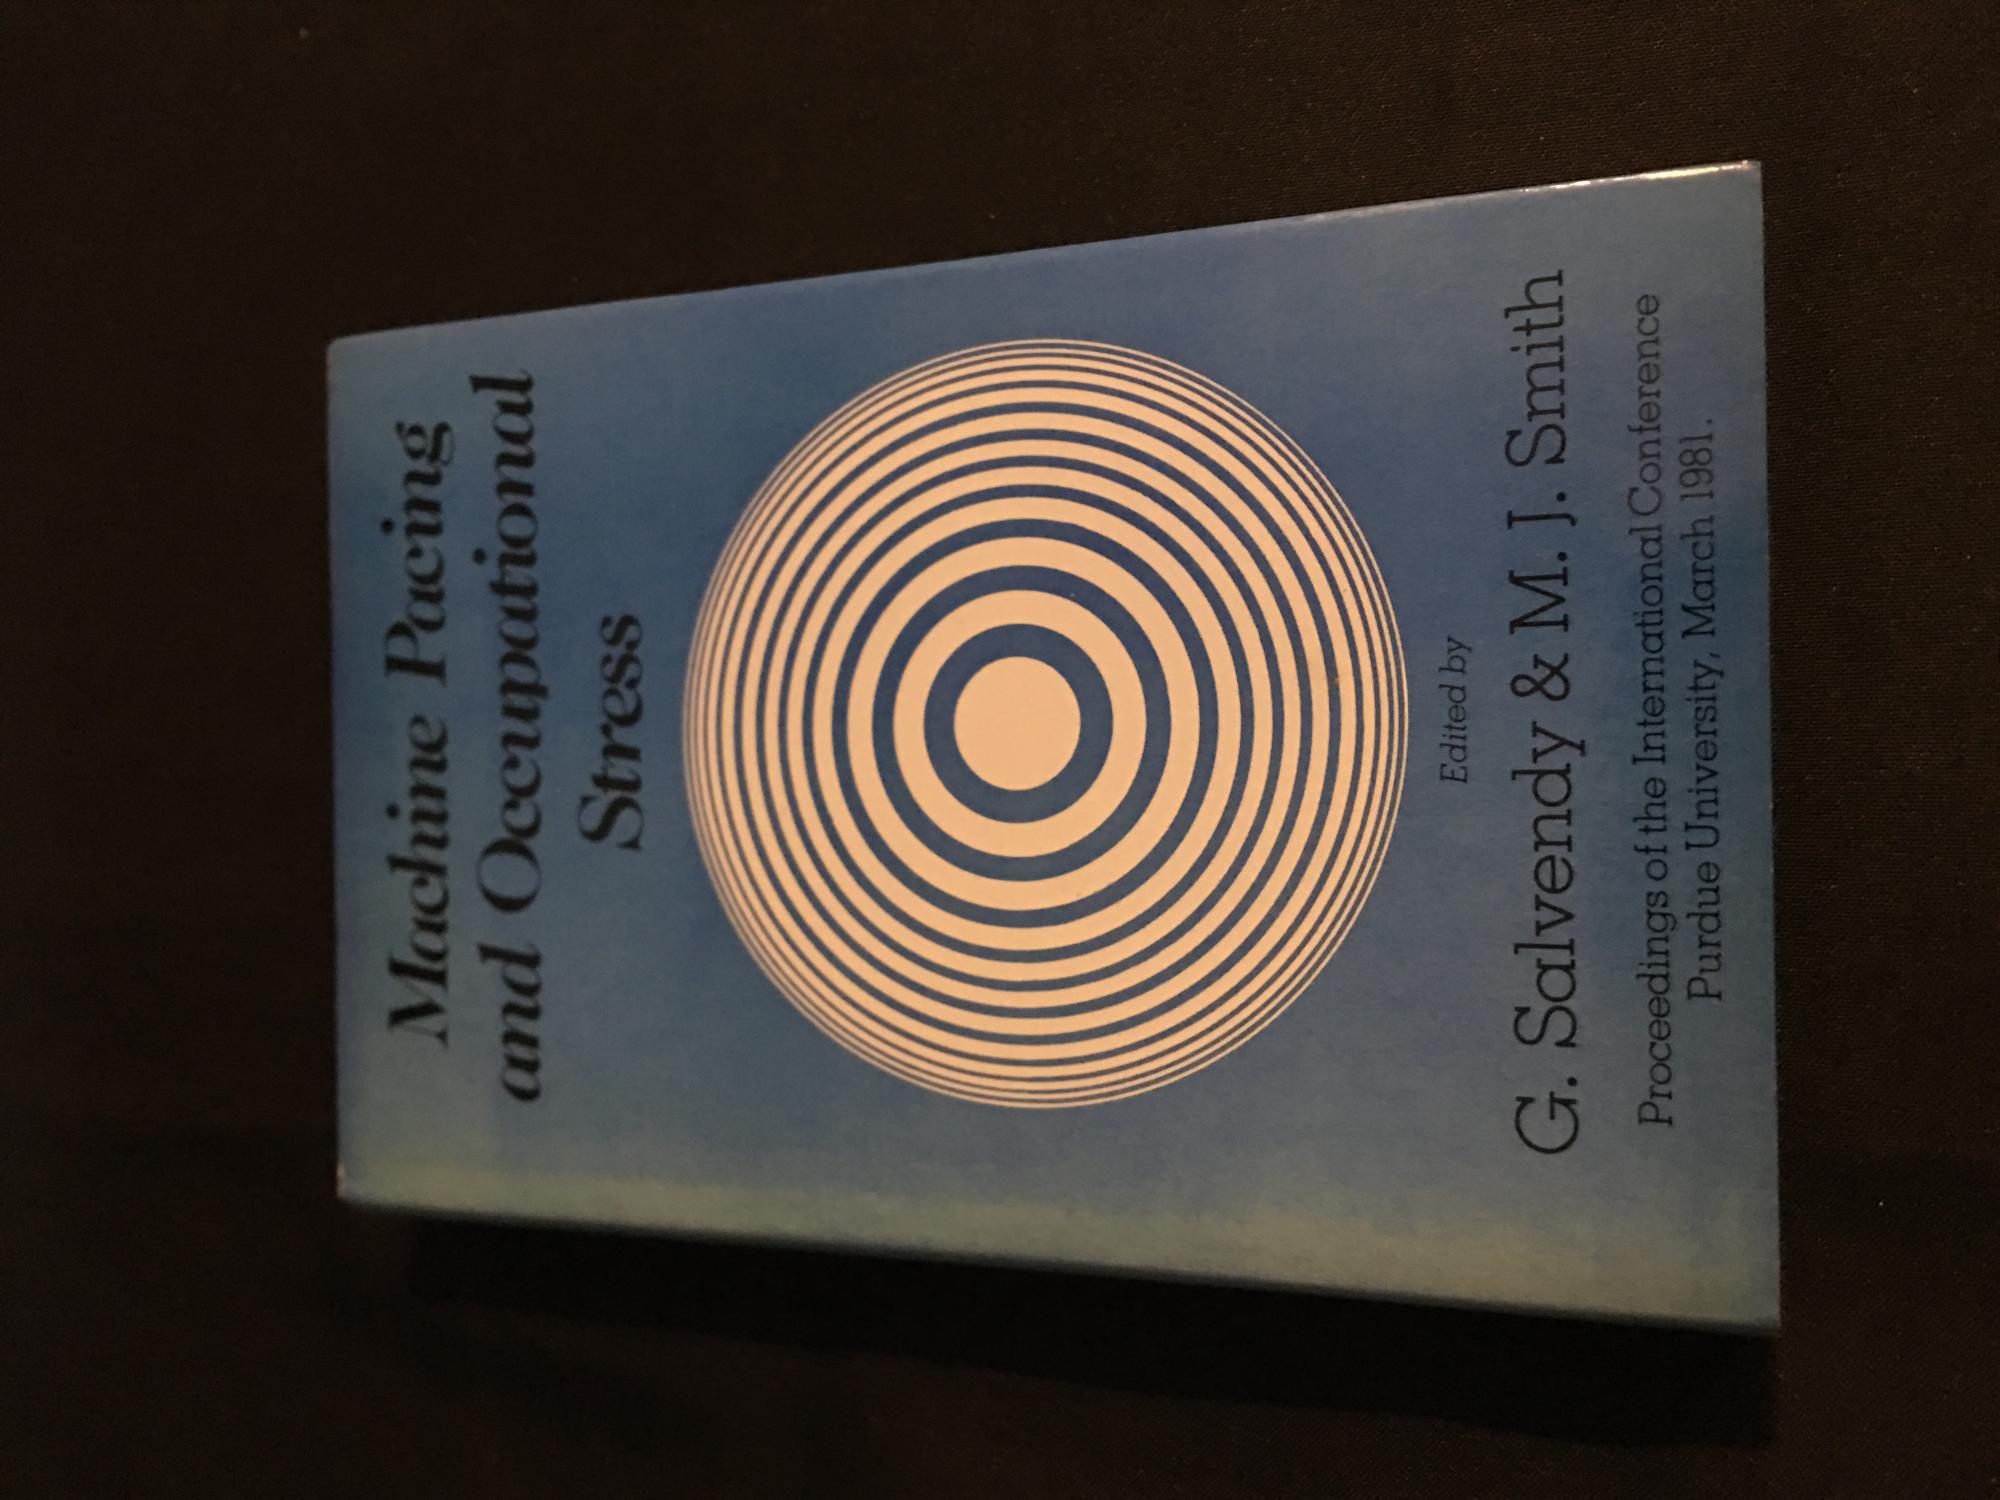 Machine Pacing
and Occupational
Stress
Edited by
G. Salvendy & M. J. Smith
Proceedings of the International Conference
Purdue University, March 1981.